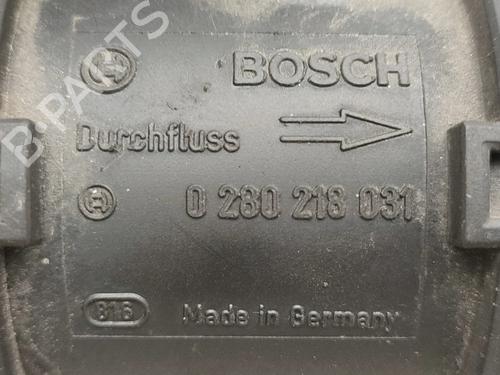 BOSCH
Durchfluss
0 280 218 031
816 Made in Germany
B-PARTS